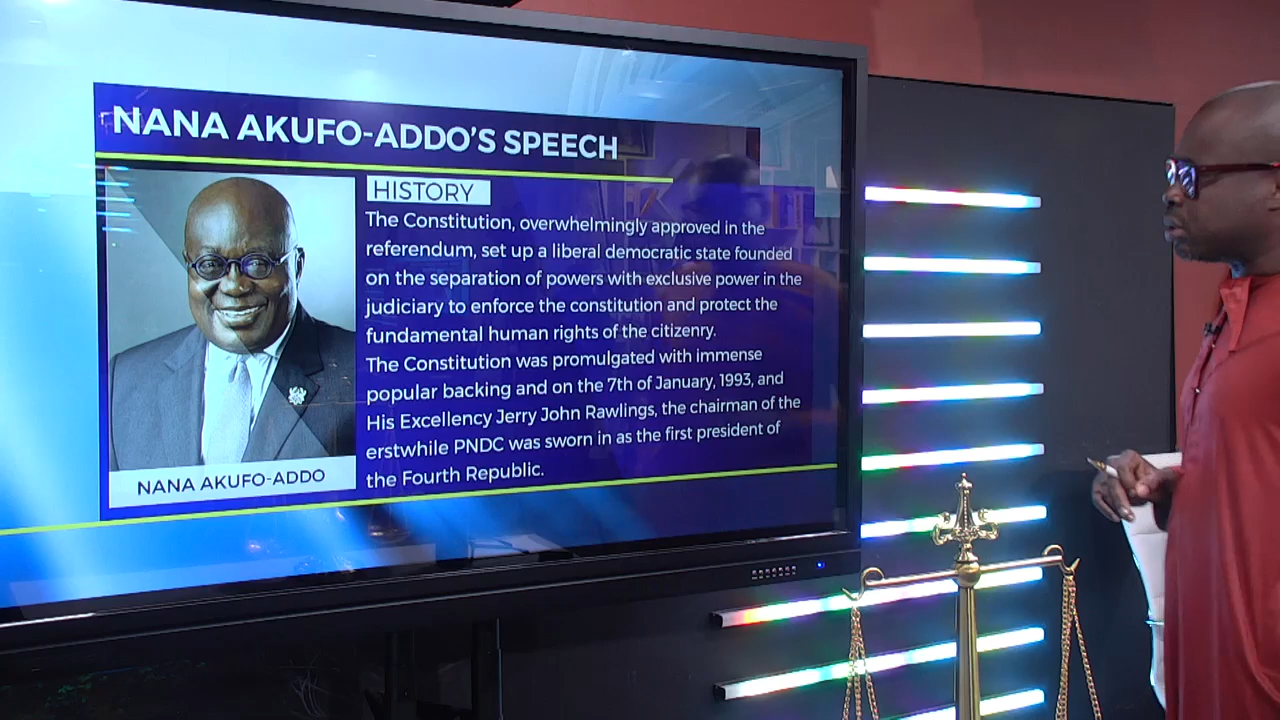 NANA AKUFO-ADDO'S SPEECH
HISTORY
The Constitution, overwhelmingly approved in the
referendum, set up a liberal democratic state founded
on the separation of powers with exclusive power in the
judiciary to enforce the constitution and protect the
fundamental human rights of the citizenry.
The Constitution was promulgated with immense
popular backing and on the 7th of January, 1993, and
His Excellency Jerry John Rawlings, the chairman of the
erstwhile PNDC was sworn in as the first president of
the Fourth Republic.
NANA AKUFO-ADDO